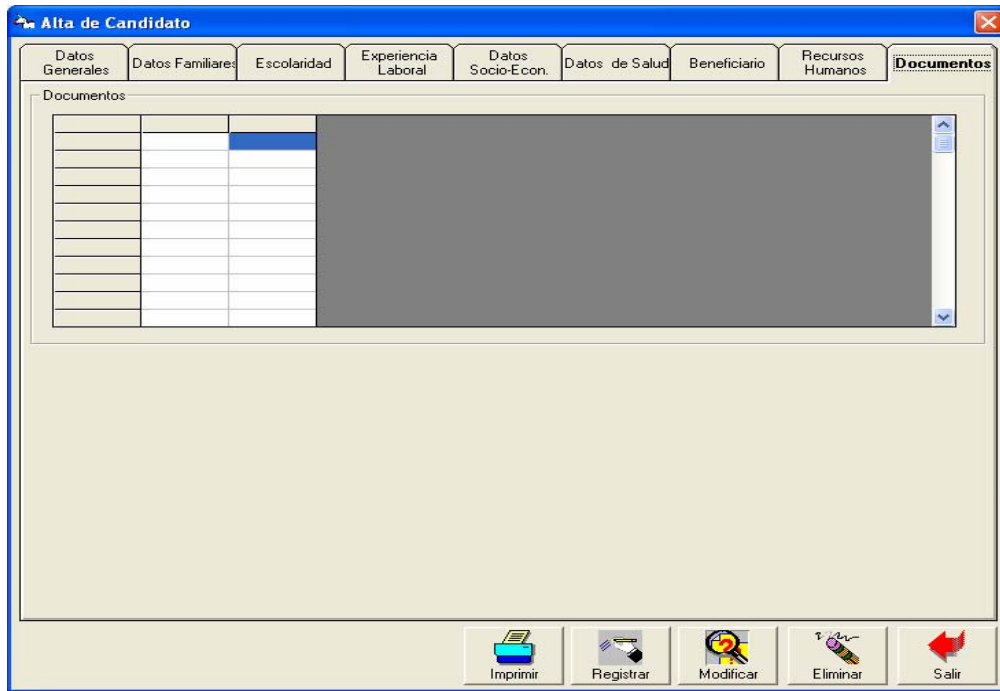 Alta de Candidato
Datos
Generales
Datos Familiares
Escolaridad
Experiencia
Laboral
Datos
Socio-Econ.
Datos de Salud
Beneficiario
Recursos
Humanos
Documentos
Documentos
Imprimir
Registrar
Modificar
Eliminar
Salir